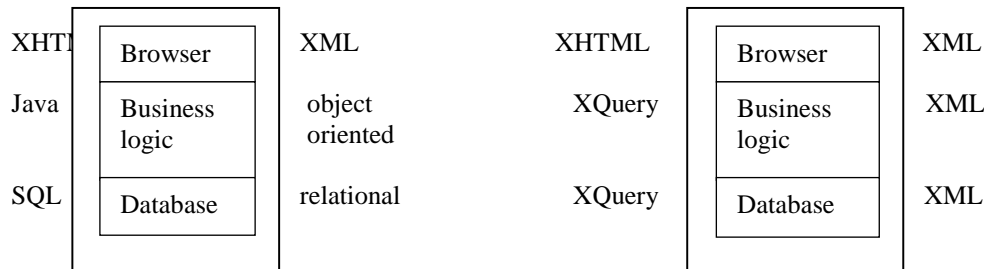 XHTM Browser XML XHTML Browser XML
Java Business logic object oriented XQuery Business logic XML
SQL Database relational XQuery Database XML